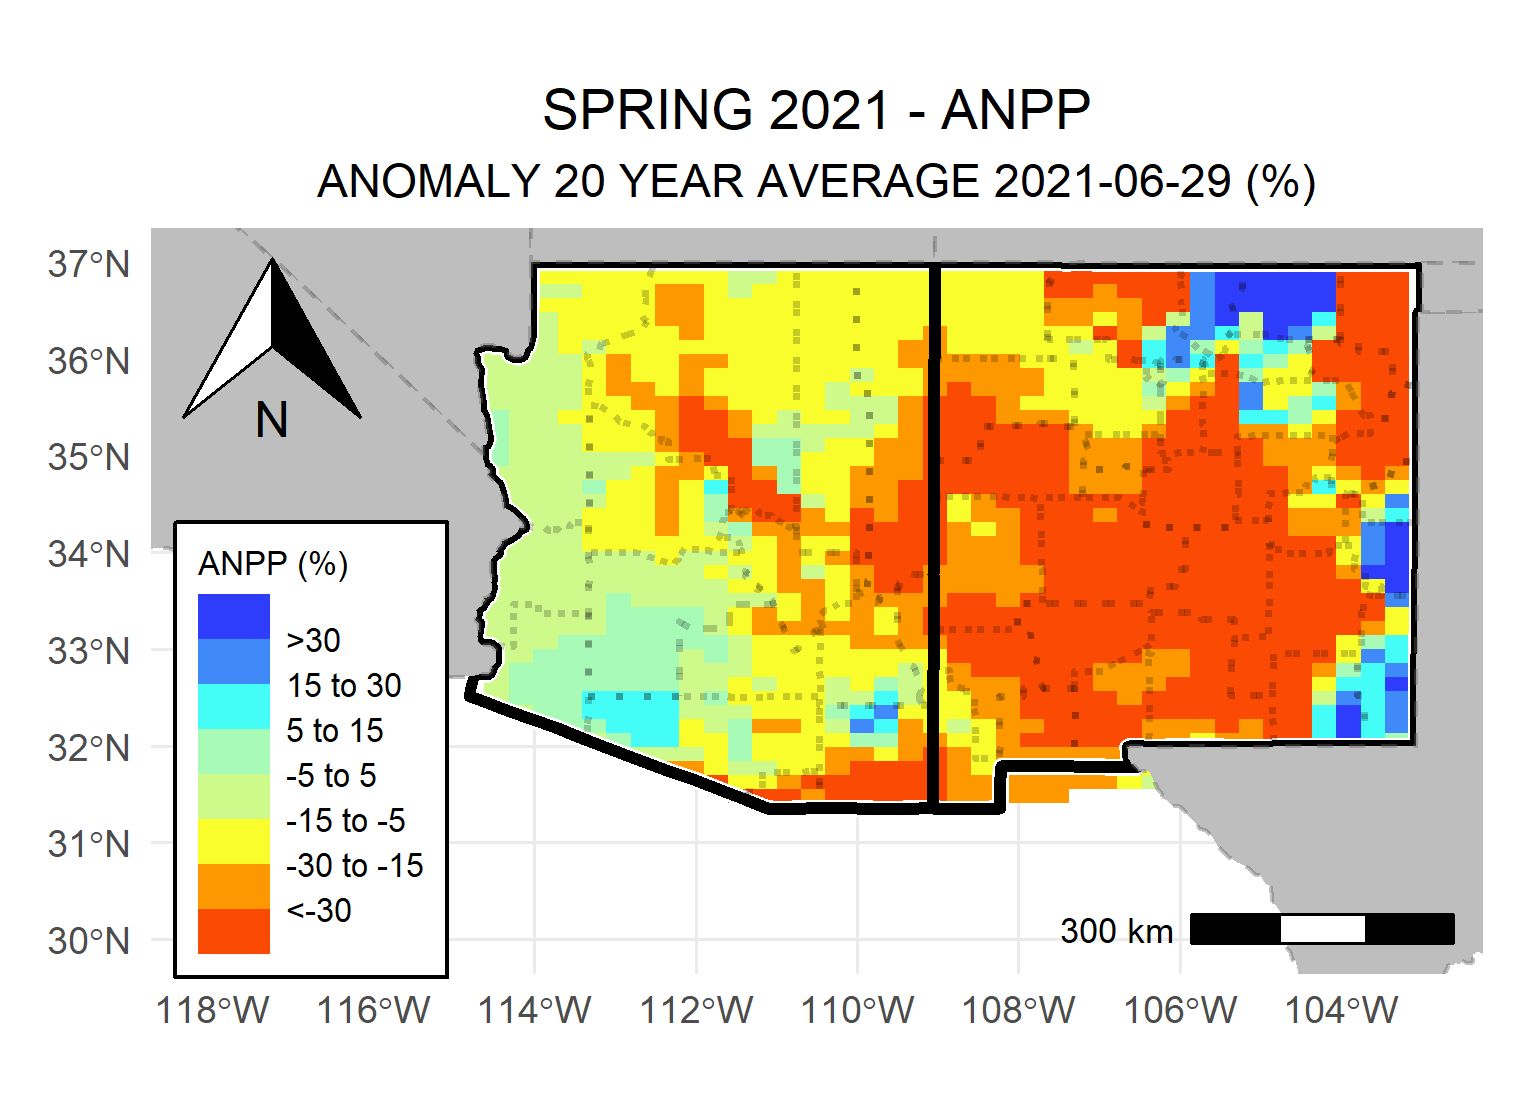 SPRING 2021 - ANPP
ANOMALY 20 YEAR AVERAGE 2021-06-29 (%)
37°N
36°N
35°N
34°N
33°N
32°N
31°N
30°N
N
ANPP (%)
>30
15 to 30
5 to 15
-5 to 5
-15 to -5
-30 to -15
<-30
300 km
118°W
116°W
114°W
112°W
110°W
108°W
106°W
104°W